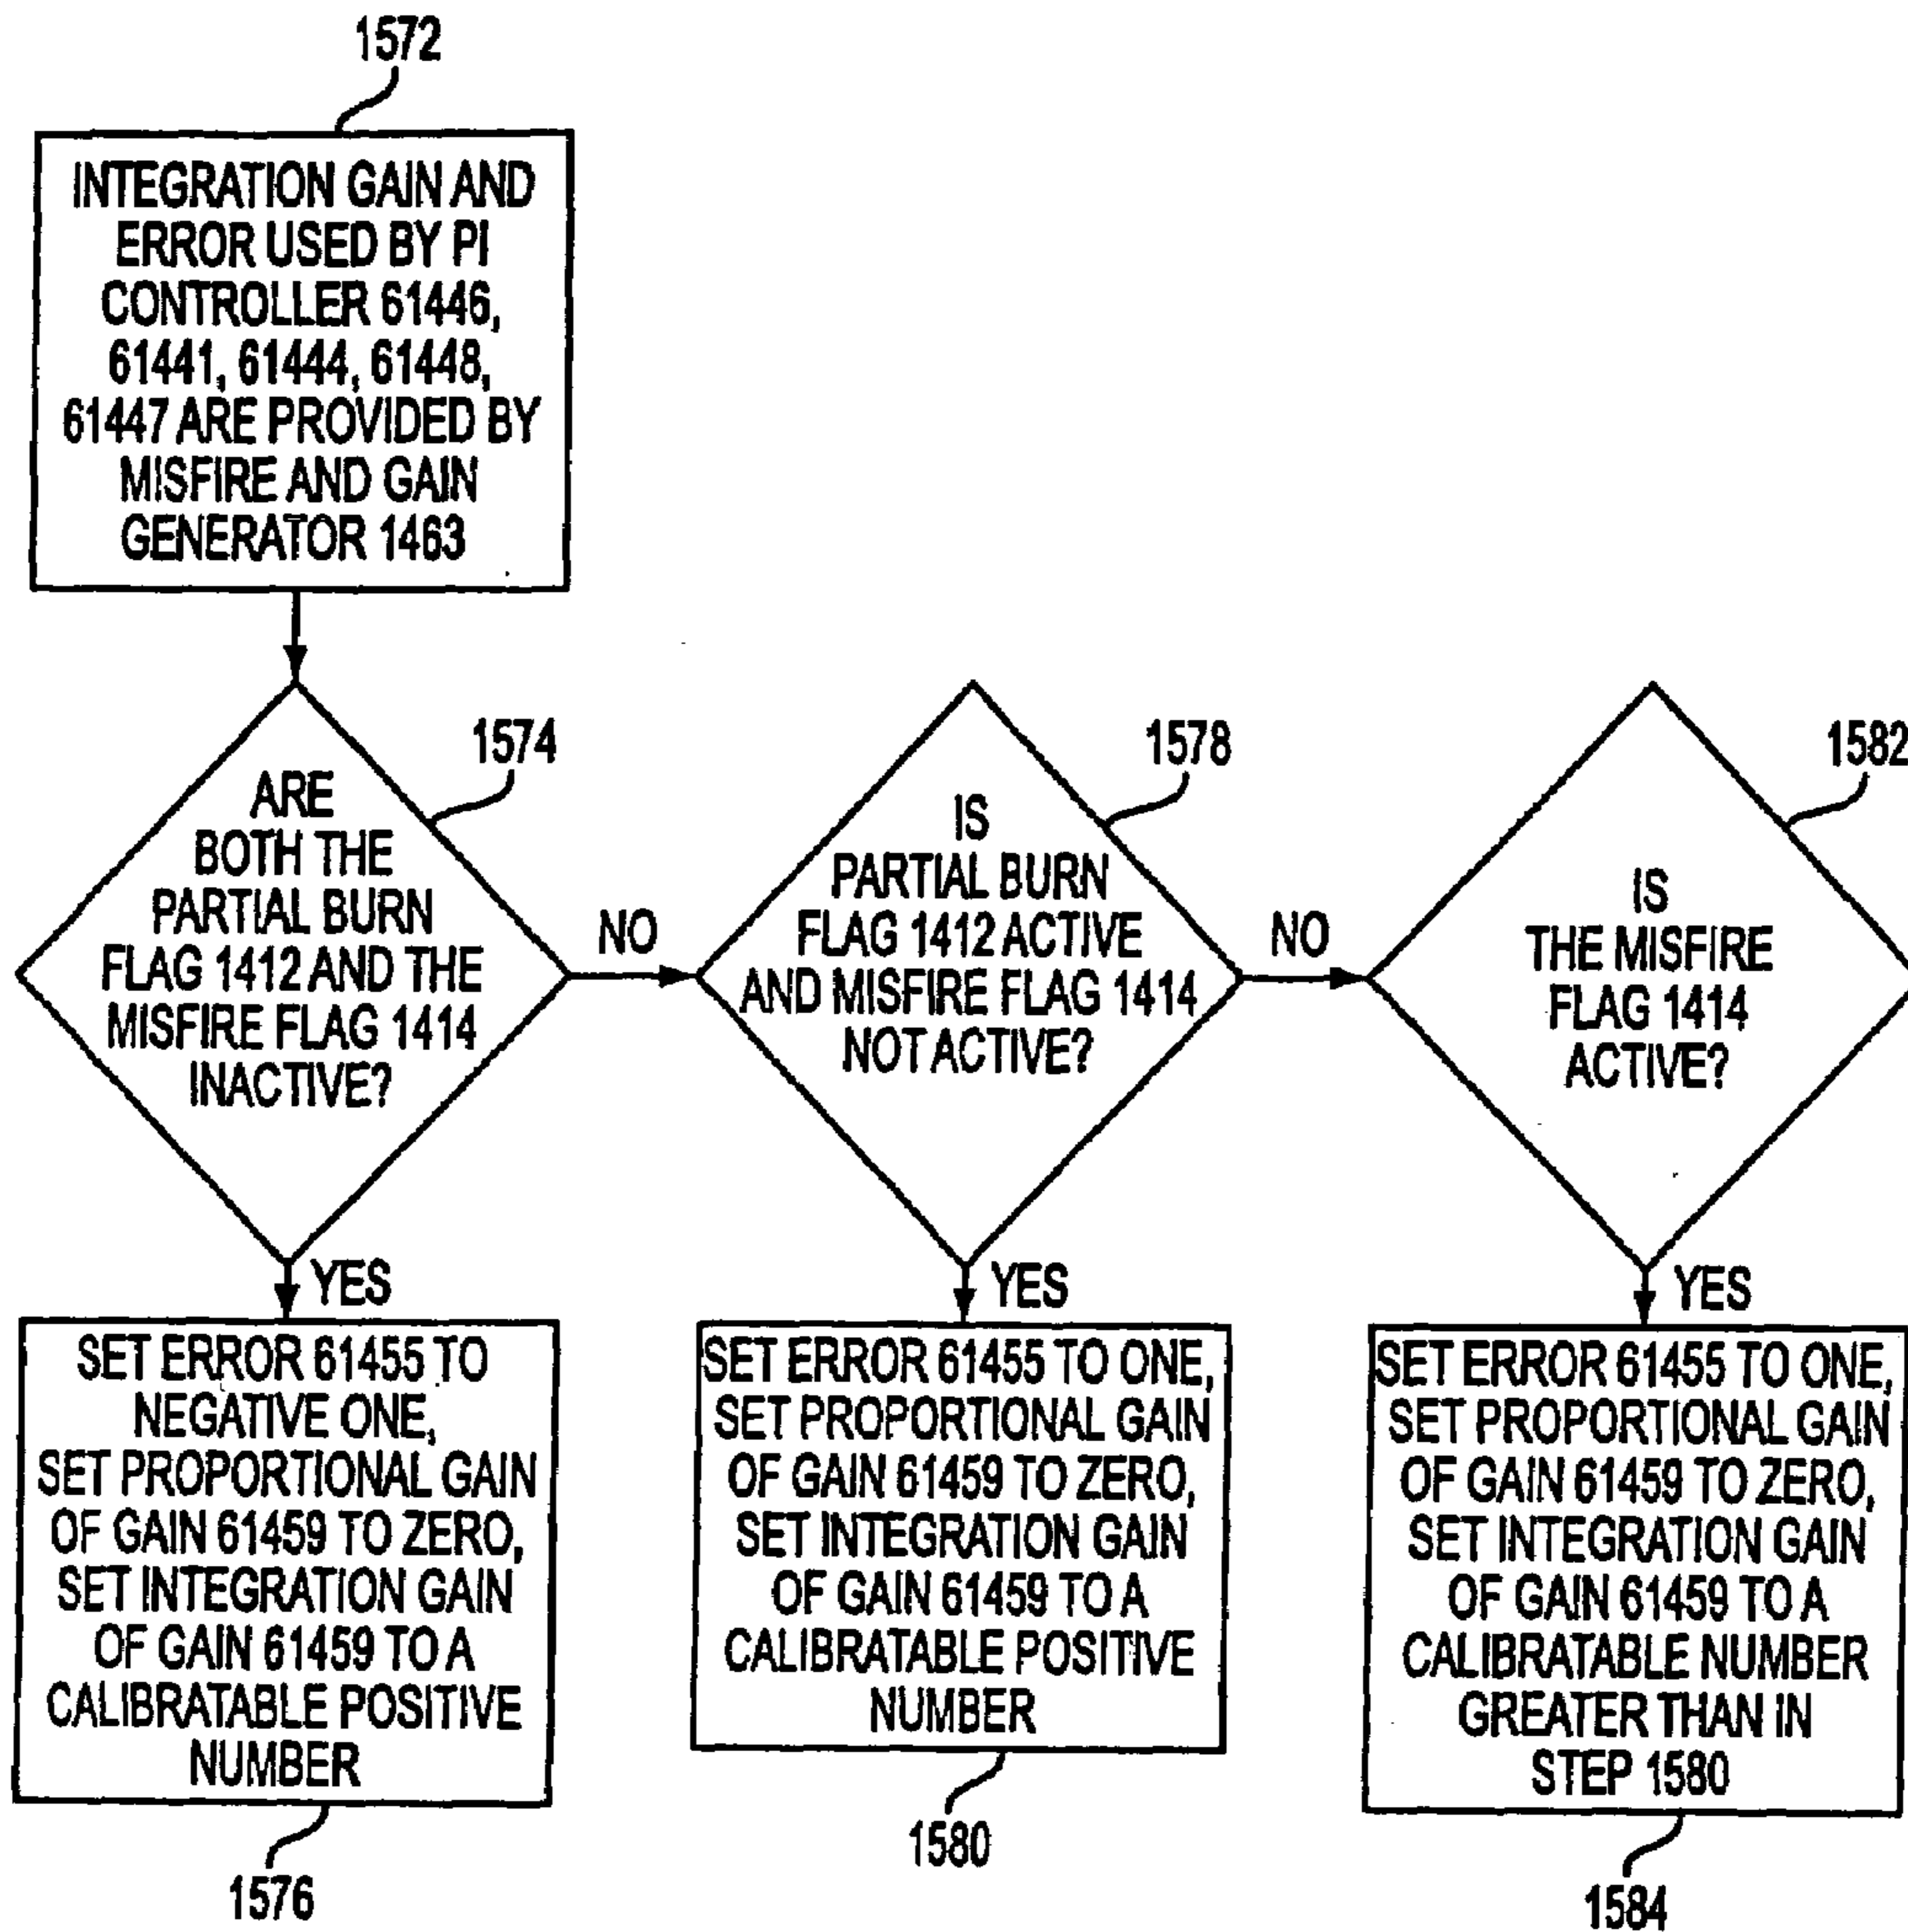 1572
INTEGRATION GAIN AND
ERROR USED BY PI
CONTROLLER 61446,
61441, 61444, 61448,
61447 ARE PROVIDED BY
MISFIRE AND GAIN
GENERATOR 1463
1574
ARE
BOTH THE
PARTIAL BURN
FLAG 1412 AND THE
MISFIRE FLAG 1414
INACTIVE?
NO
1578
IS
PARTIAL BURN
FLAG 1412 ACTIVE
AND MISFIRE FLAG 1414
NOT ACTIVE?
NO
1582
IS
THE MISFIRE
FLAG 1414
ACTIVE?
YES
SET ERROR 61455 TO
NEGATIVE ONE,
SET PROPORTIONAL GAIN
OF GAIN 61459 TO ZERO,
SET INTEGRATION GAIN
OF GAIN 61459 TO A
CALIBRATABLE POSITIVE
NUMBER
1576
YES
SET ERROR 61455 TO ONE,
SET PROPORTIONAL GAIN
OF GAIN 61459 TO ZERO,
SET INTEGRATION GAIN
OF GAIN 61459 TO A
CALIBRATABLE POSITIVE
NUMBER
1580
YES
SET ERROR 61455 TO ONE,
SET PROPORTIONAL GAIN
OF GAIN 61459 TO ZERO,
SET INTEGRATION GAIN
OF GAIN 61459 TO A
CALIBRATABLE NUMBER
GREATER THAN IN
STEP 1580
1584